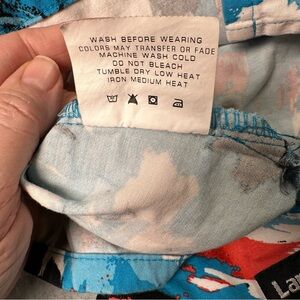 WASH BEFORE WEARING
COLORS MAY TRANSFER OR FADE
MACHINE WASH COLD
DO NOT BLEACH
TUMBLE DRY LOW HEAT
IRON MEDIUM HEAT
La